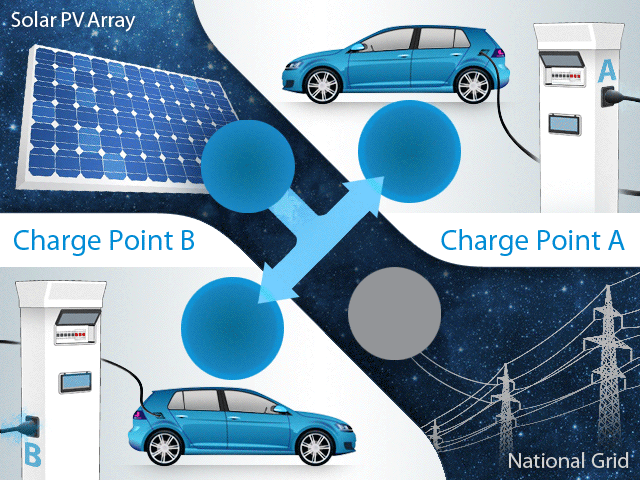 Solar PV Array
A
Charge Point B
Charge Point A
B
National Grid